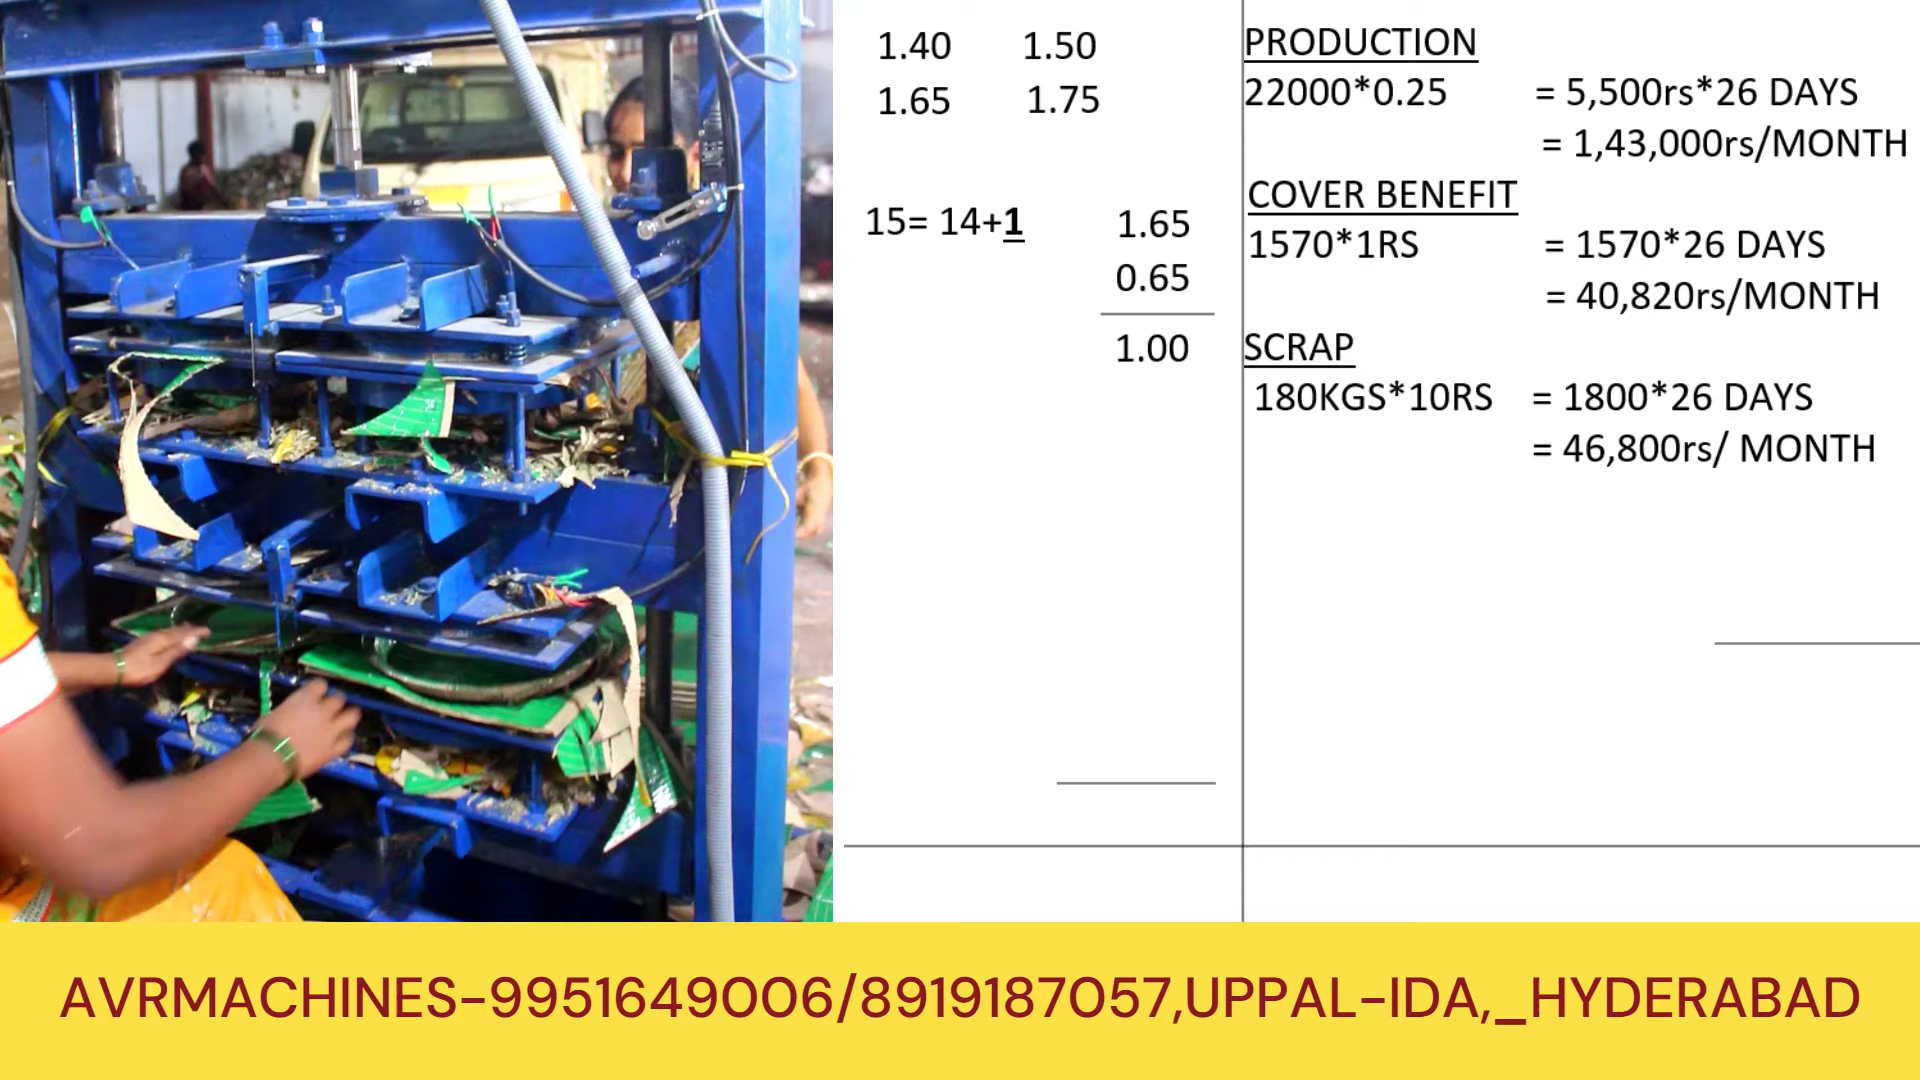 1.40 1.50
1.65 1.75
15= 14+1
1.65
0.65
1.00
PRODUCTION
22000*0.25 = 5,500rs*26 DAYS
= 1,43,000rs/MONTH
COVER BENEFIT
1570*1RS = 1570*26 DAYS
= 40,820rs/MONTH
SCRAP
180KGS*10RS = 1800*26 DAYS
= 46,800rs/ MONTH
AVRMACHINES-9951649006/8919187057,UPPAL-IDA,_HYDERABAD